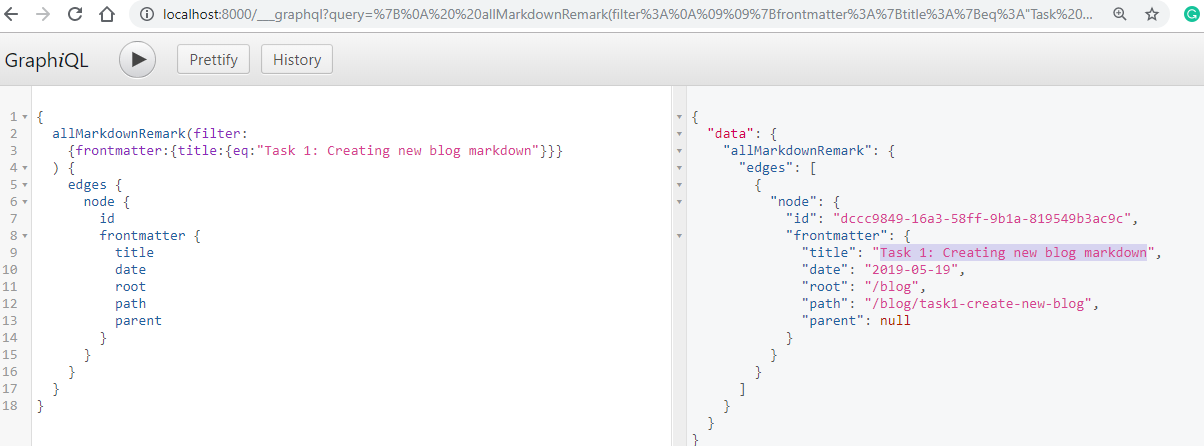 localhost:8000/___graphql?query=%7B%0A%20%20allMarkdownRemark(filter%3A%0A%09%09%7Bfrontmatter%3A%7Btitle%3A%7Beq%3A"Task%20...
GraphiQL Prettify History
1 {
2 allMarkdownRemark(filter:
3 {frontmatter:{title:{eq:"Task 1: Creating new blog markdown"}}}
4 ) {
5 edges {
6 node {
7 id
8 frontmatter {
9 title
10 date
11 root
12 path
13 parent
14 }
15 }
16 }
17 }
18 }
{
"data": {
"allMarkdownRemark": {
"edges": [
{
"node": {
"id": "dccc9849-16a3-58ff-9b1a-819549b3ac9c",
"frontmatter": {
"title": "Task 1: Creating new blog markdown",
"date": "2019-05-19",
"root": "/blog",
"path": "/blog/task1-create-new-blog",
"parent": null
}
}
}
]
}
}
}